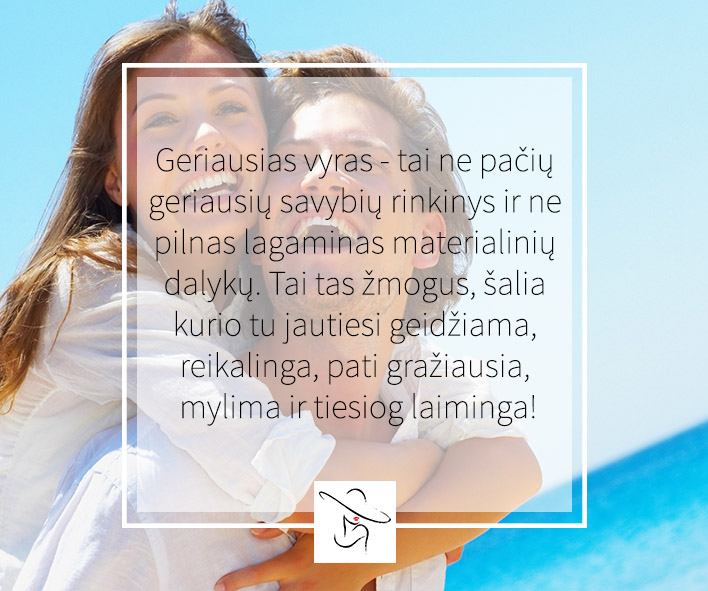 Geriausias vyras - tai ne pačių
geriausių savybių rinkinys ir ne
pilnas lagaminas materialinių
dalykų. Tai tas žmogus, šalia
kurio tu jautiesi geidžiama,
reikalinga, pati gražiausia,
mylima ir tiesiog laiminga!